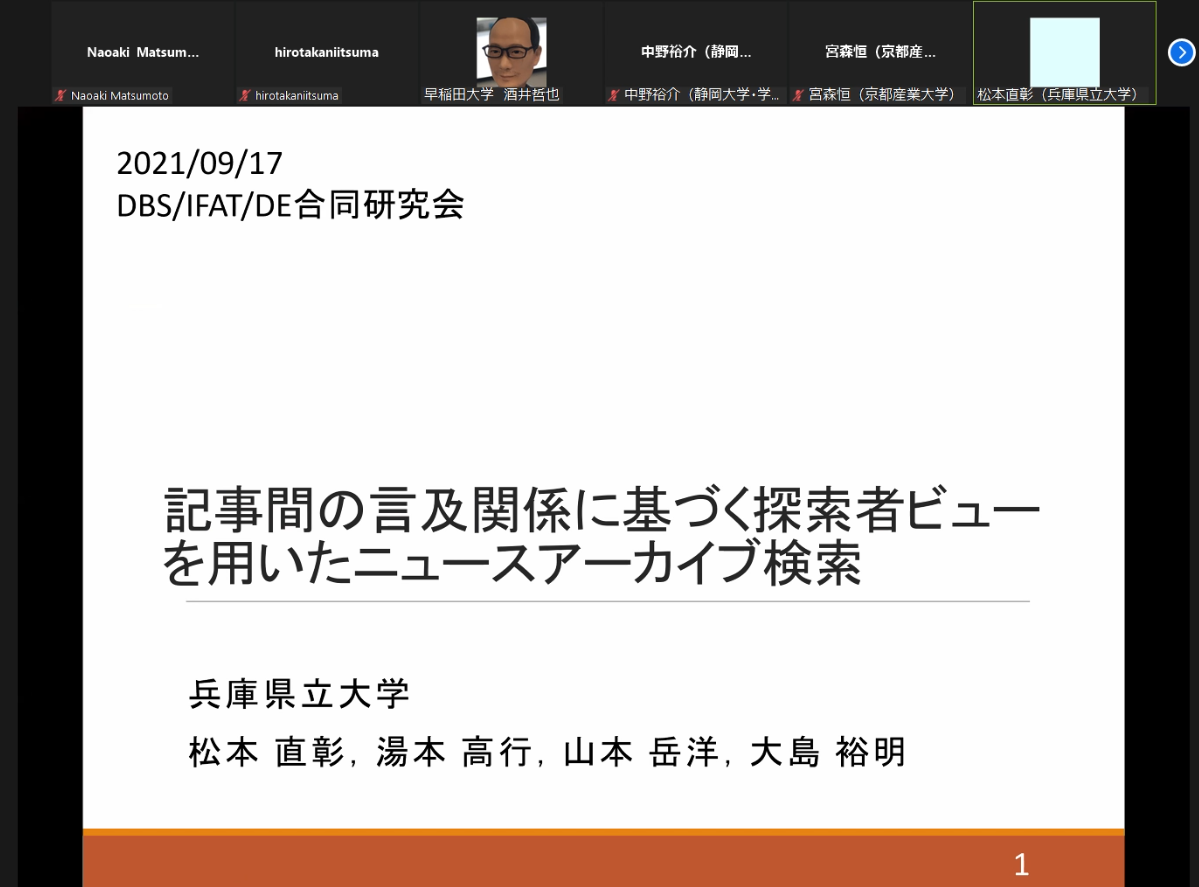 Naoaki Matsum...
hirotakaniitsuma
中野裕介（静岡...
宮森恒（京都産...
Naoaki Matsumoto
hirotakaniitsuma
早稲田大学 酒井哲也
中野裕介（静岡大学・学...
宮森恒（京都産業大学）
松本直彰（兵庫県立大学）
2021/09/17
DBS/IFAT/DE合同研究会
記事間の言及関係に基づく探索者ビュー
を用いたニュースアーカイブ検索
兵庫県立大学
松本 直彰, 湯本 高行, 山本 岳洋, 大島 裕明
1